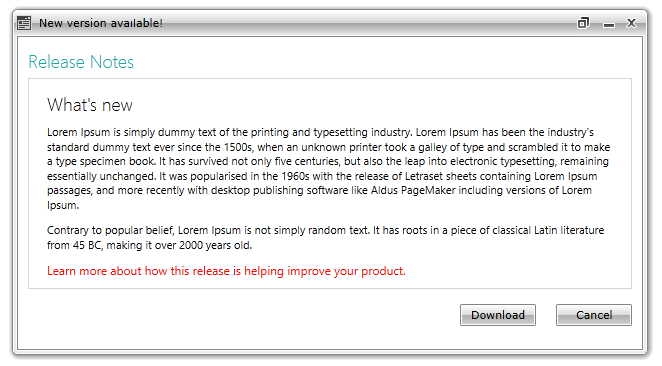 New version available!
Release Notes
What's new
Lorem Ipsum is simply dummy text of the printing and typesetting industry. Lorem Ipsum has been the industry's
standard dummy text ever since the 1500s, when an unknown printer took a galley of type and scrambled it to make
a type specimen book. It has survived not only five centuries, but also the leap into electronic typesetting, remaining
essentially unchanged. It was popularised in the 1960s with the release of Letraset sheets containing Lorem Ipsum
passages, and more recently with desktop publishing software like Aldus PageMaker including versions of Lorem
Ipsum.
Contrary to popular belief, Lorem Ipsum is not simply random text. It has roots in a piece of classical Latin literature
from 45 BC, making it over 2000 years old.
Learn more about how this release is helping improve your product.
Download Cancel